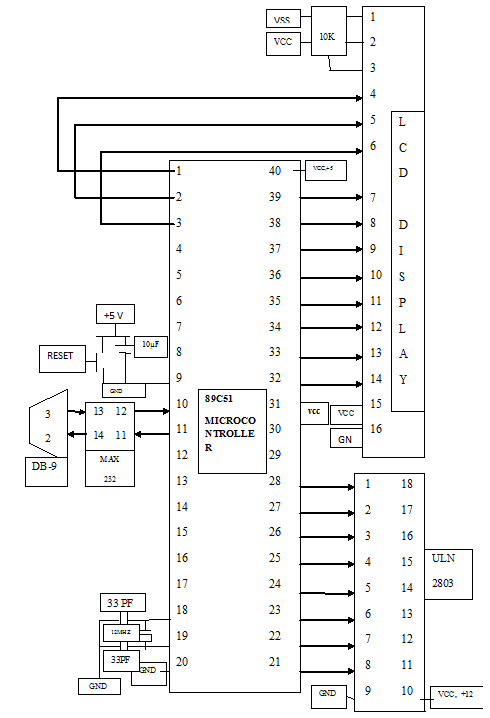 VSS
10K
1
VCC
2
3
4
5
L
6
C
D
1
40
VCC,+5
2
39
7
3
38
8
D
4
37
9
I
5
36
10
S
6
35
11
P
+5 V
7
34
12
L
10µF
RESET
8
33
13
A
GND
9
32
14
Y
89C51
MICROCO
NTROLLE
R
3
13
12
10
31
VCC
VCC
15
2
14
11
11
30
GN
16
DB-9
MAX
232
12
29
13
28
1
18
14
27
2
17
15
26
3
16
16
25
4
15
ULN
2803
17
24
5
14
33 PF
18
23
6
13
12MHZ
19
22
7
12
33PF
GND
20
21
8
11
GND
GND
9
10
VCC, +12